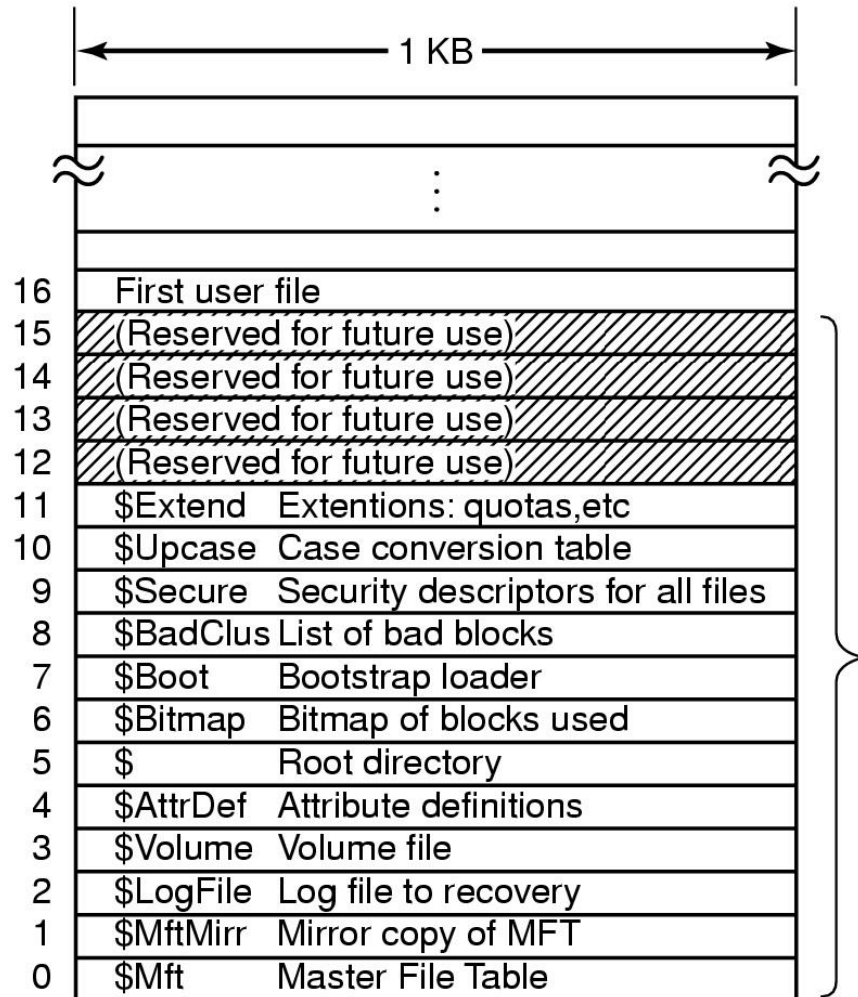 1 KB
⋮
16 First user file
15 (Reserved for future use)
14 (Reserved for future use)
13 (Reserved for future use)
12 (Reserved for future use)
11 $Extend Extentions: quotas,etc
10 $Upcase Case conversion table
9 $Secure Security descriptors for all files
8 $BadClus List of bad blocks
7 $Boot Bootstrap loader
6 $Bitmap Bitmap of blocks used
5 $ Root directory
4 $AttrDef Attribute definitions
3 $Volume Volume file
2 $LogFile Log file to recovery
1 $MftMirr Mirror copy of MFT
0 $Mft Master File Table